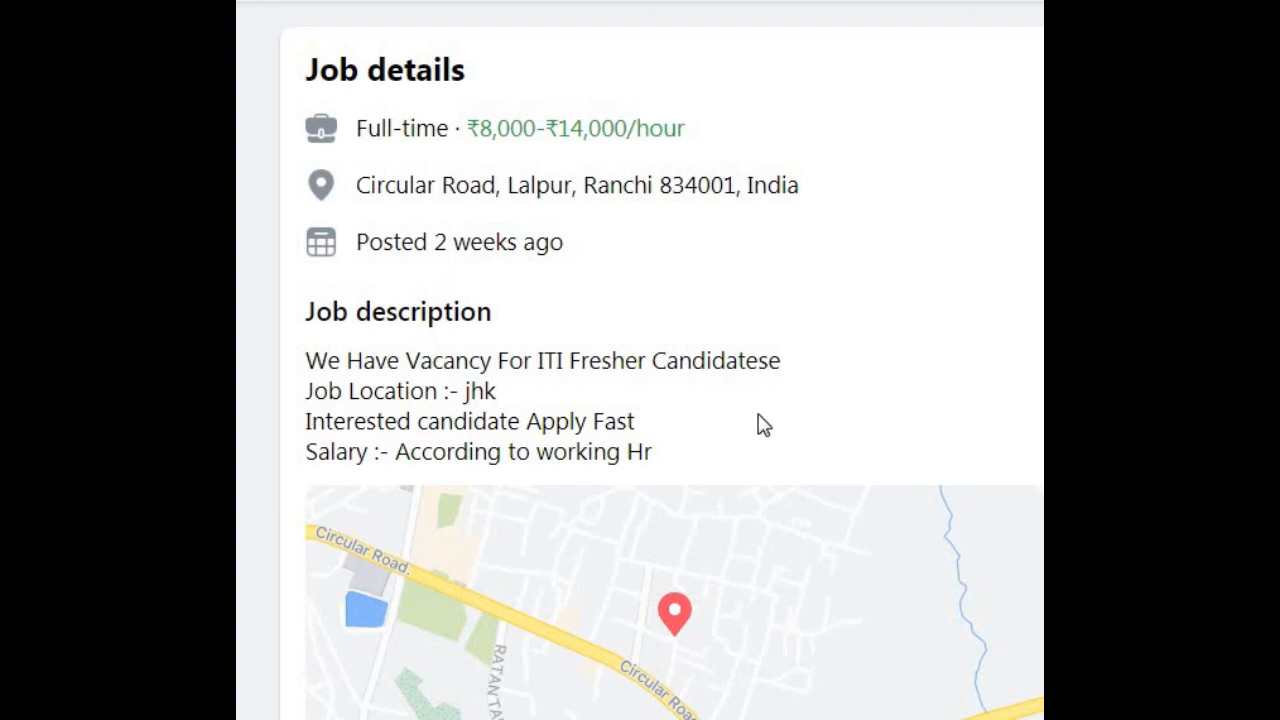 Job details
Full-time · ₹8,000-₹14,000/hour
Circular Road, Lalpur, Ranchi 834001, India
Posted 2 weeks ago
Job description
We Have Vacancy For ITI Fresher Candidatese
Job Location :- jhk
Interested candidate Apply Fast
Salary :- According to working Hr
Circular Road.
Circular Roa
RATANTA